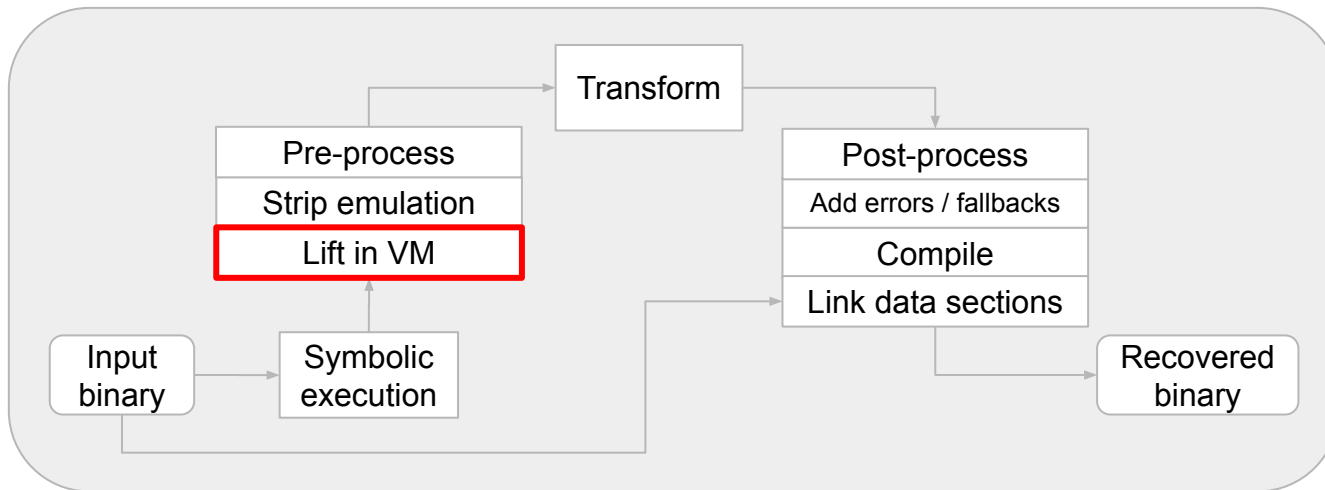 Transform
Pre-process
Strip emulation
Lift in VM
Post-process
Add errors / fallbacks
Compile
Link data sections
Input
binary
Symbolic
execution
Recovered
binary